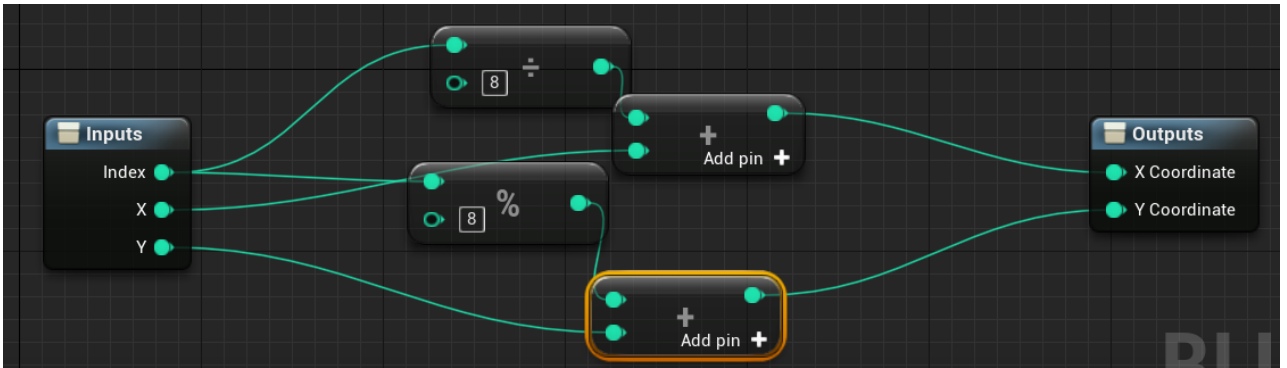 Inputs
Index
X
Y
8
÷
+
Add pin +
8
%
+
Add pin +
Outputs
X Coordinate
Y Coordinate